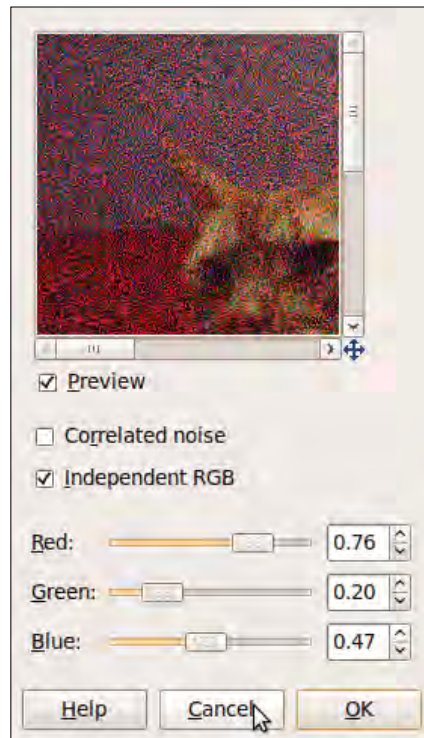 Preview
Correlated noise
Independent RGB
Red: 0.76
Green: 0.20
Blue: 0.47
Help Cancel OK